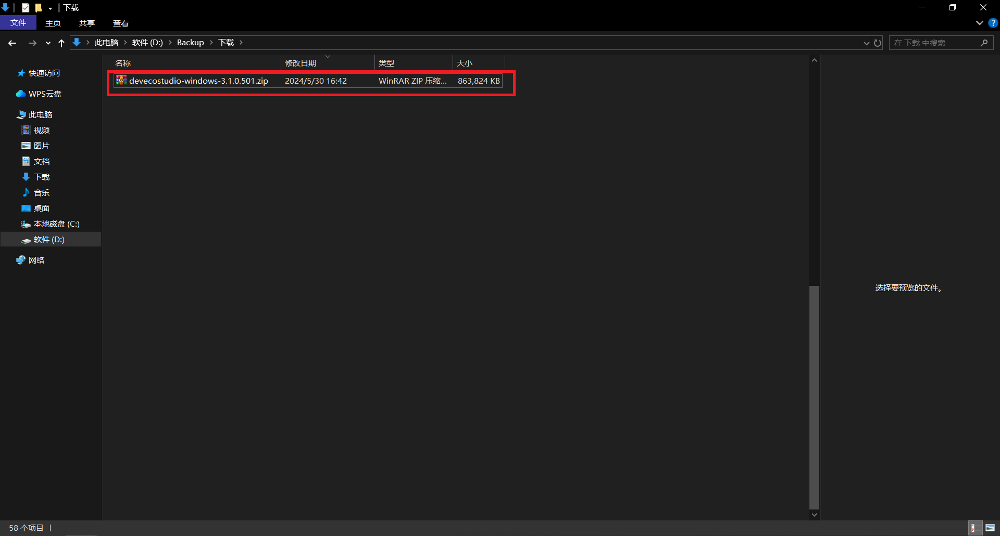 下载
文件 主页 共享 查看
此电脑 软件 (D:) Backup 下载 在 下载 中搜索
名称 修改日期 类型 大小
devecostudio-windows-3.1.0.501.zip 2024/5/30 16:42 WinRAR ZIP 压缩... 863,824 KB
快速访问
WPS云盘
此电脑
视频
图片
文档
下载
音乐
桌面
本地磁盘 (C:)
软件 (D:)
网络
选择要预览的文件。
58 个项目